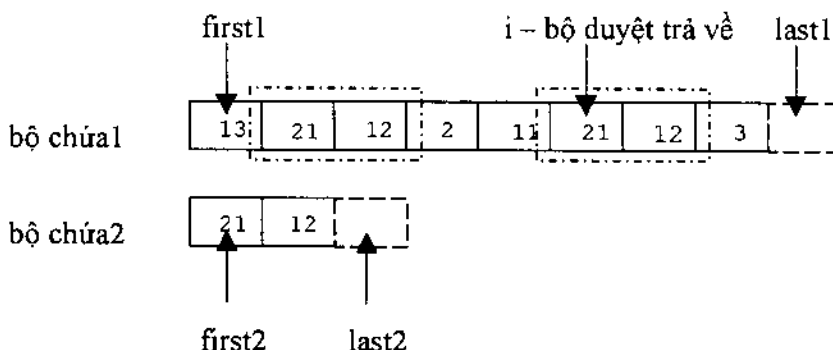 first1 i – bộ duyệt trả về last1
bộ chứa1 13 21 12 2 11 21 12 3
bộ chứa2 21 12
first2 last2